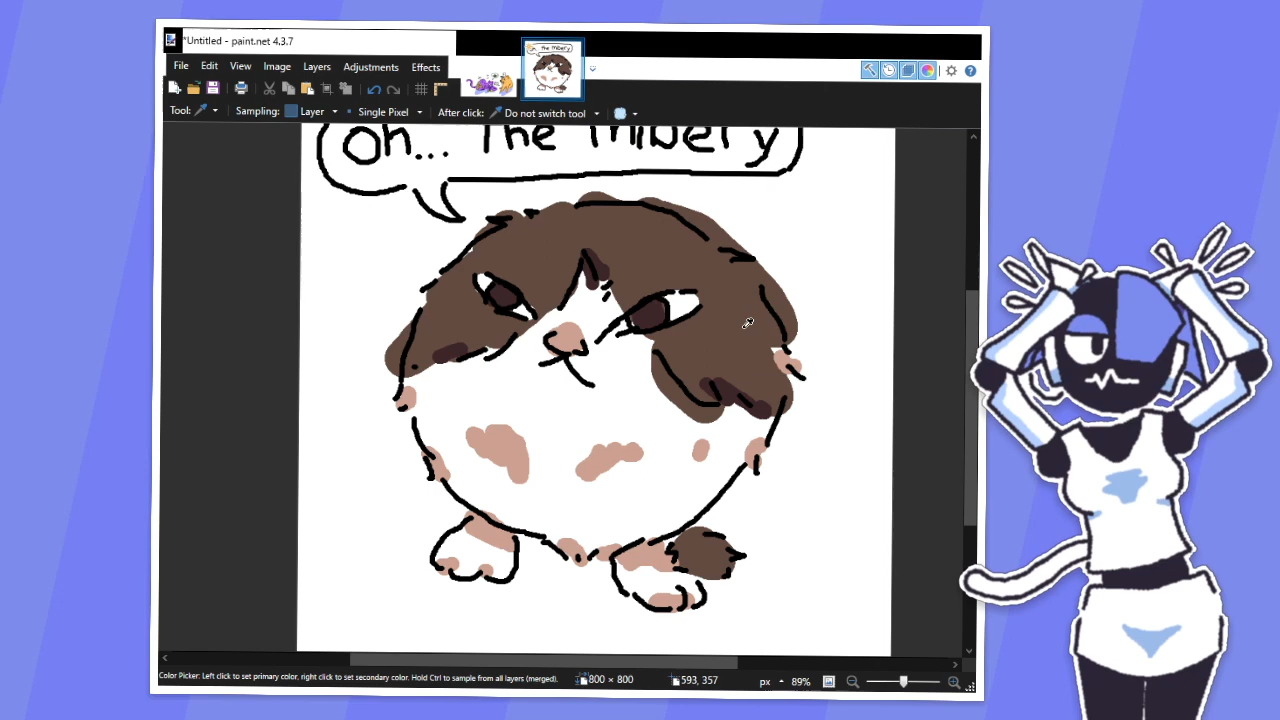 *Untitled - paint.net 4.3.7
File Edit View Image Layers Adjustments Effects
Tool: Sampling: Layer Single Pixel After click: Do not switch tool
Oh... The mibery
Color Picker: Left click to set primary color, right click to set secondary color. Hold Ctrl to sample from all layers (merged). 800 × 800 593, 357 px 89%